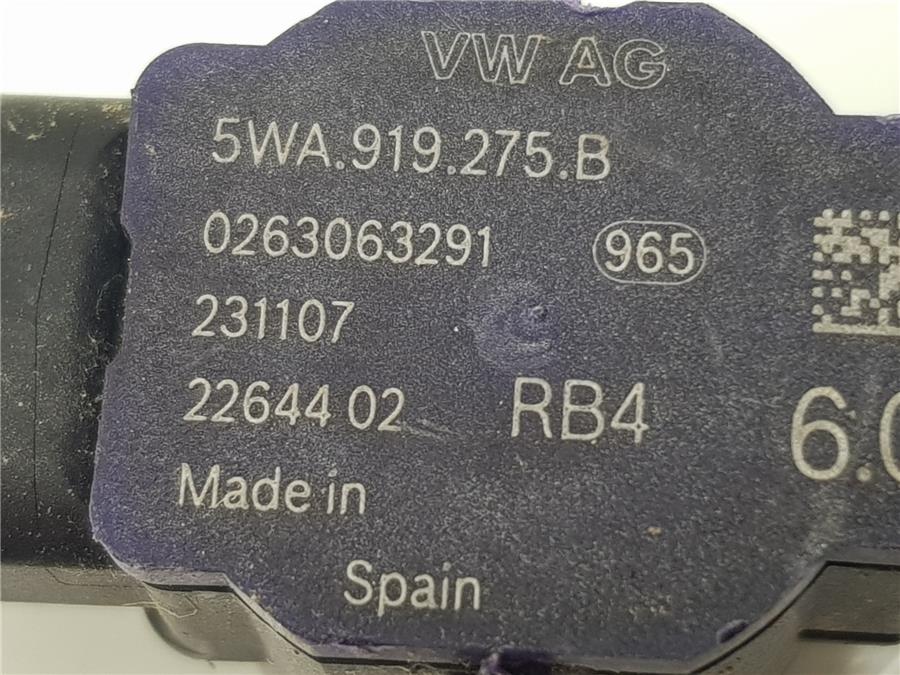 VW AG
5WA.919.275.B
0263063291 965
231107
22644 02 RB4
6.0
Made in
Spain